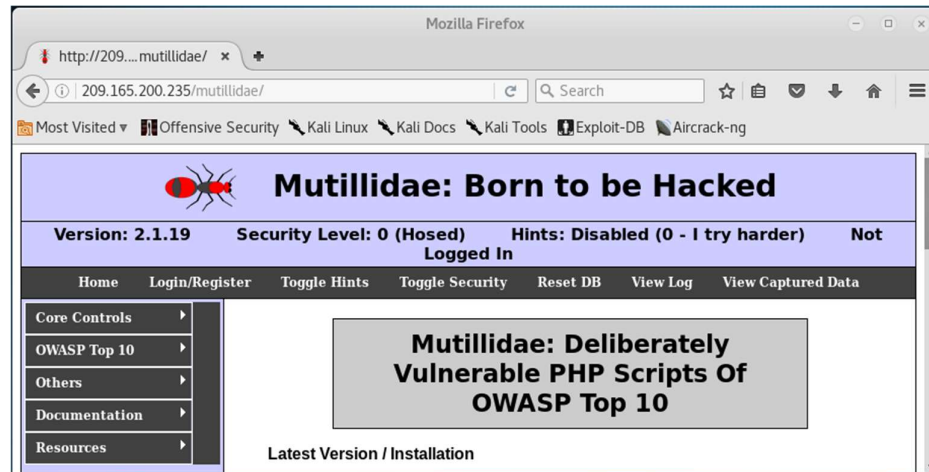 Mozilla Firefox
http://209....mutillidae/
209.165.200.235/mutillidae/
Search
Most Visited
Offensive Security
Kali Linux
Kali Docs
Kali Tools
Exploit-DB
Aircrack-ng
Mutillidae: Born to be Hacked
Version: 2.1.19 Security Level: 0 (Hosed) Hints: Disabled (0 - I try harder) Not
Logged In
Home Login/Register Toggle Hints Toggle Security Reset DB View Log View Captured Data
Core Controls
OWASP Top 10
Others
Documentation
Resources
Mutillidae: Deliberately
Vulnerable PHP Scripts Of
OWASP Top 10
Latest Version / Installation